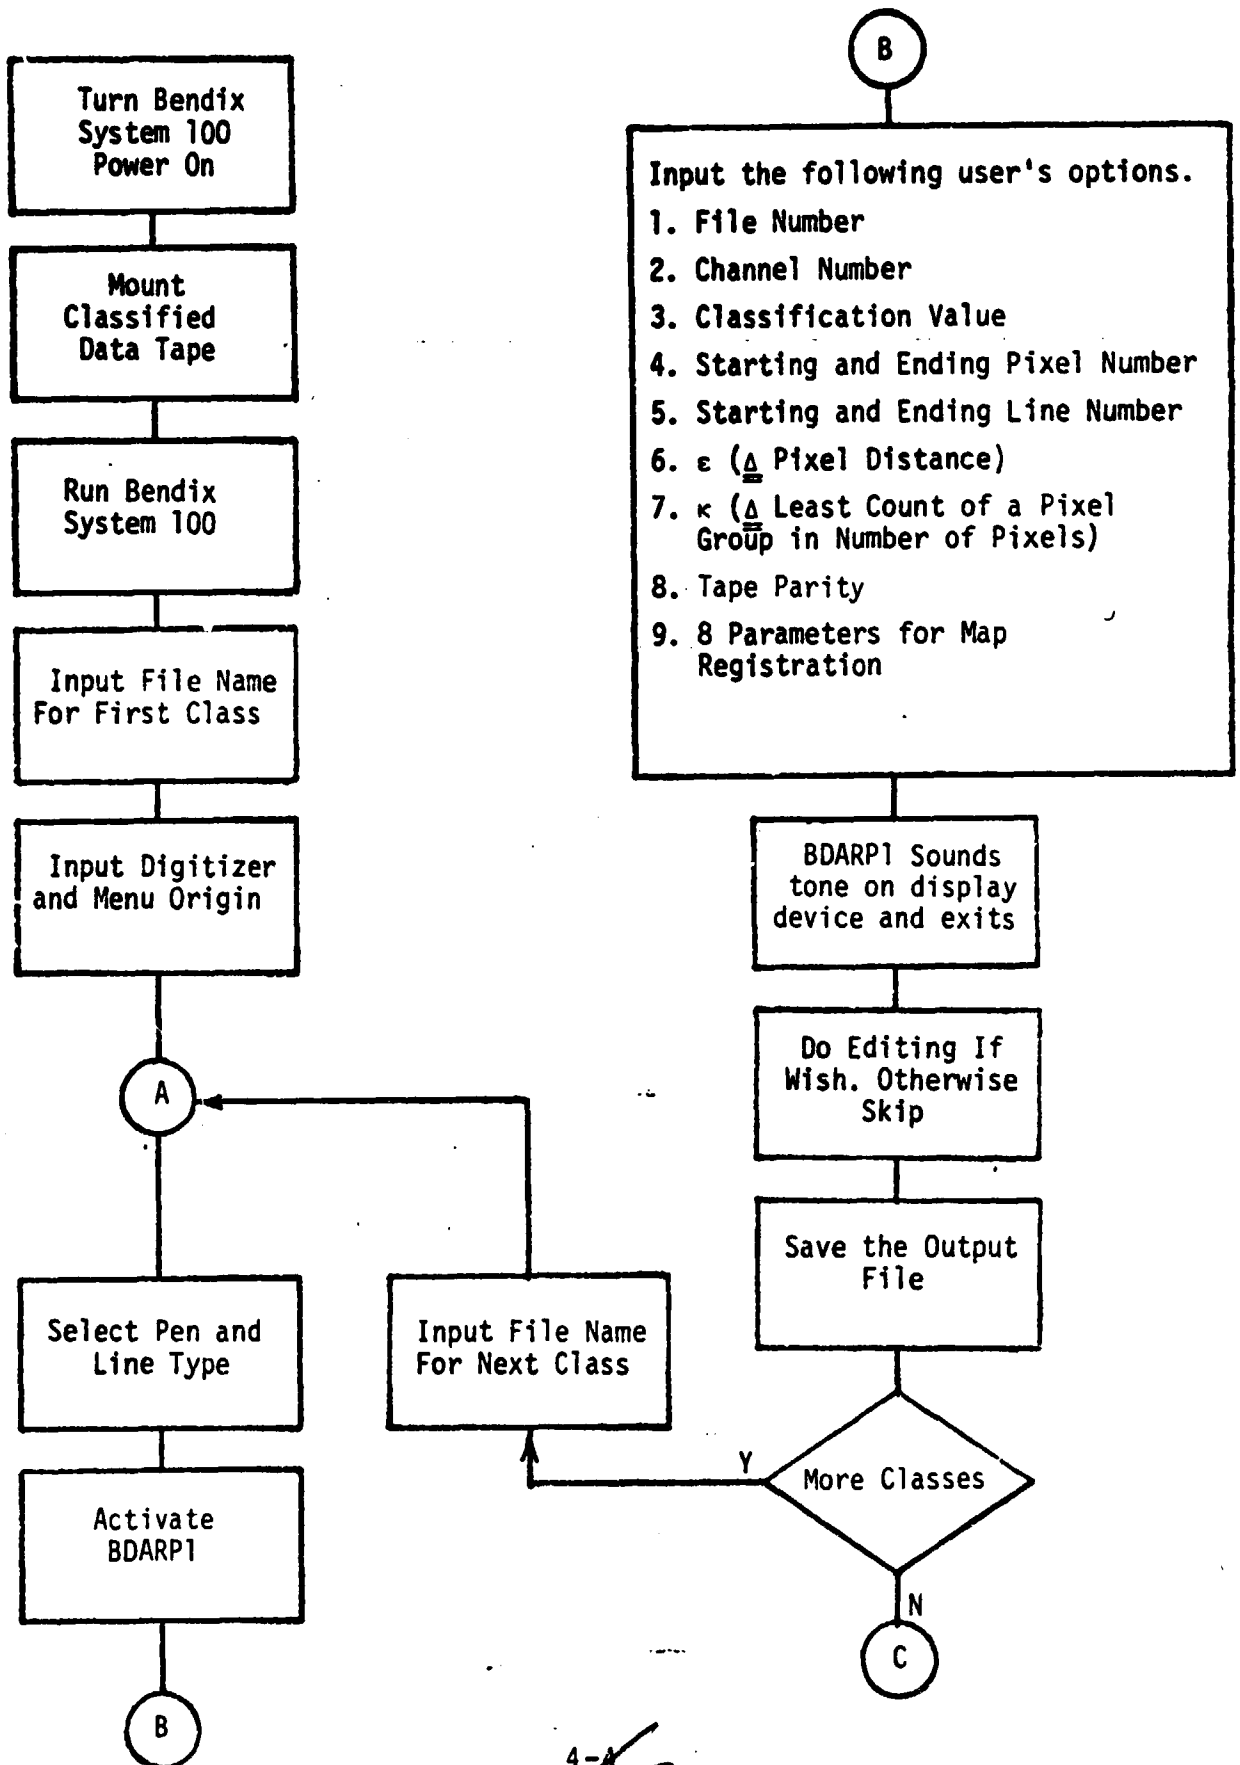 Turn Bendix
System 100
Power On
Mount
Classified
Data Tape
Run Bendix
System 100
Input File Name
For First Class
Input Digitizer
and Menu Origin
A
Select Pen and
Line Type
Activate
BDARP1
B
Input File Name
For Next Class
B
Input the following user's options.
1. File Number
2. Channel Number
3. Classification Value
4. Starting and Ending Pixel Number
5. Starting and Ending Line Number
6. ε (≙ Pixel Distance)
7. κ (≙ Least Count of a Pixel
Group in Number of Pixels)
8. Tape Parity
9. 8 Parameters for Map
Registration
BDARP1 Sounds
tone on display
device and exits
Do Editing If
Wish. Otherwise
Skip
Save the Output
File
More Classes
Y
N
C